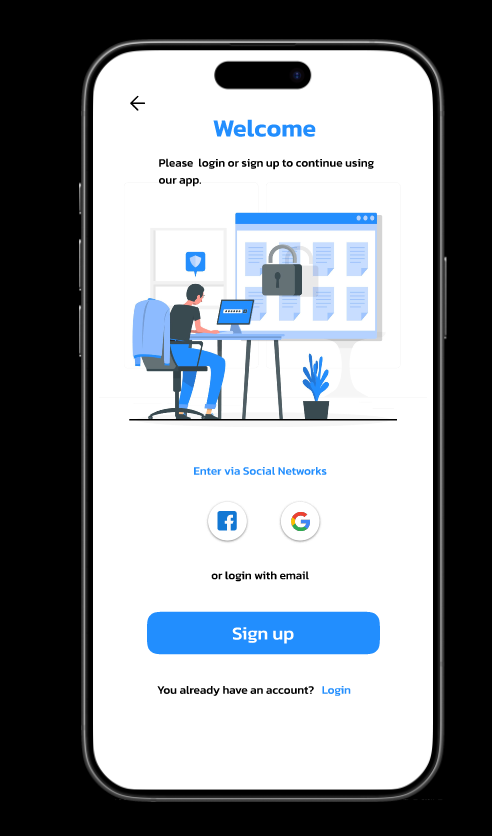 Welcome
Please  login or sign up to continue using
our app.
Enter via Social Networks
or login with email
Sign up
You already have an account?  Login